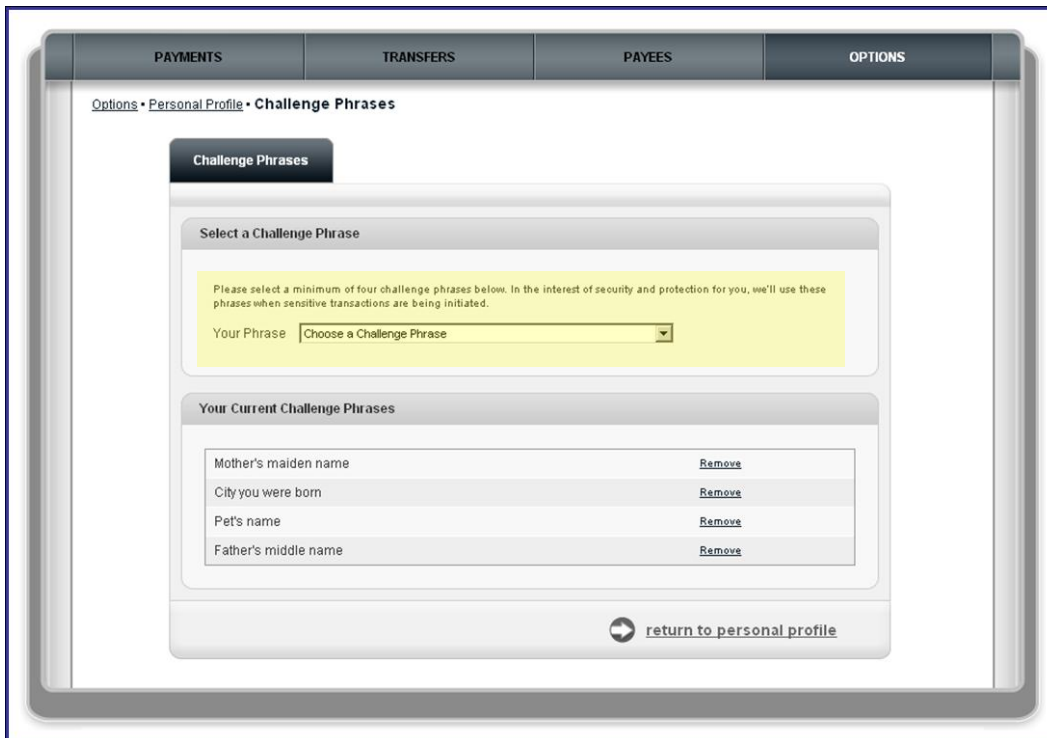 PAYMENTS TRANSFERS PAYEES OPTIONS
Options • Personal Profile • Challenge Phrases
Challenge Phrases
Select a Challenge Phrase
Please select a minimum of four challenge phrases below. In the interest of security and protection for you, we'll use these
phrases when sensitive transactions are being initiated.
Your Phrase Choose a Challenge Phrase
Your Current Challenge Phrases
Mother's maiden name Remove
City you were born Remove
Pet's name Remove
Father's middle name Remove
return to personal profile